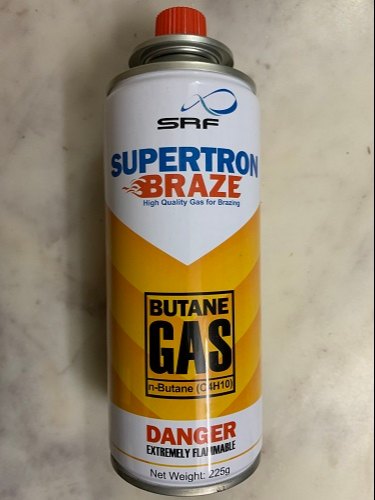 SRF
SUPERTRON
BRAZE
High Quality Gas for Brazing
BUTANE
GAS
n-Butane (C4H10)
DANGER
EXTREMELY FLAMMABLE
Net Weight: 225g